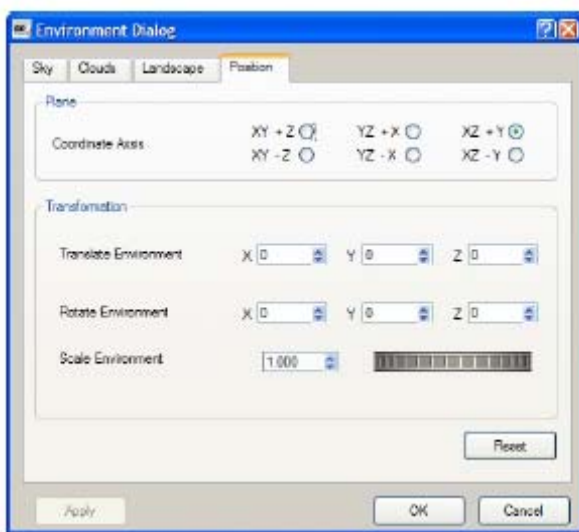 Environment Dialog
Sky Clouds Landscape Position
Plane
Coordinate Axis
XY + Z YZ + X XZ + Y
XY - Z YZ - X XZ - Y
Transformation
Translate Environment X 0 Y 0 Z 0
Rotate Environment X 0 Y 0 Z 0
Scale Environment 1.000
Reset
Apply OK Cancel